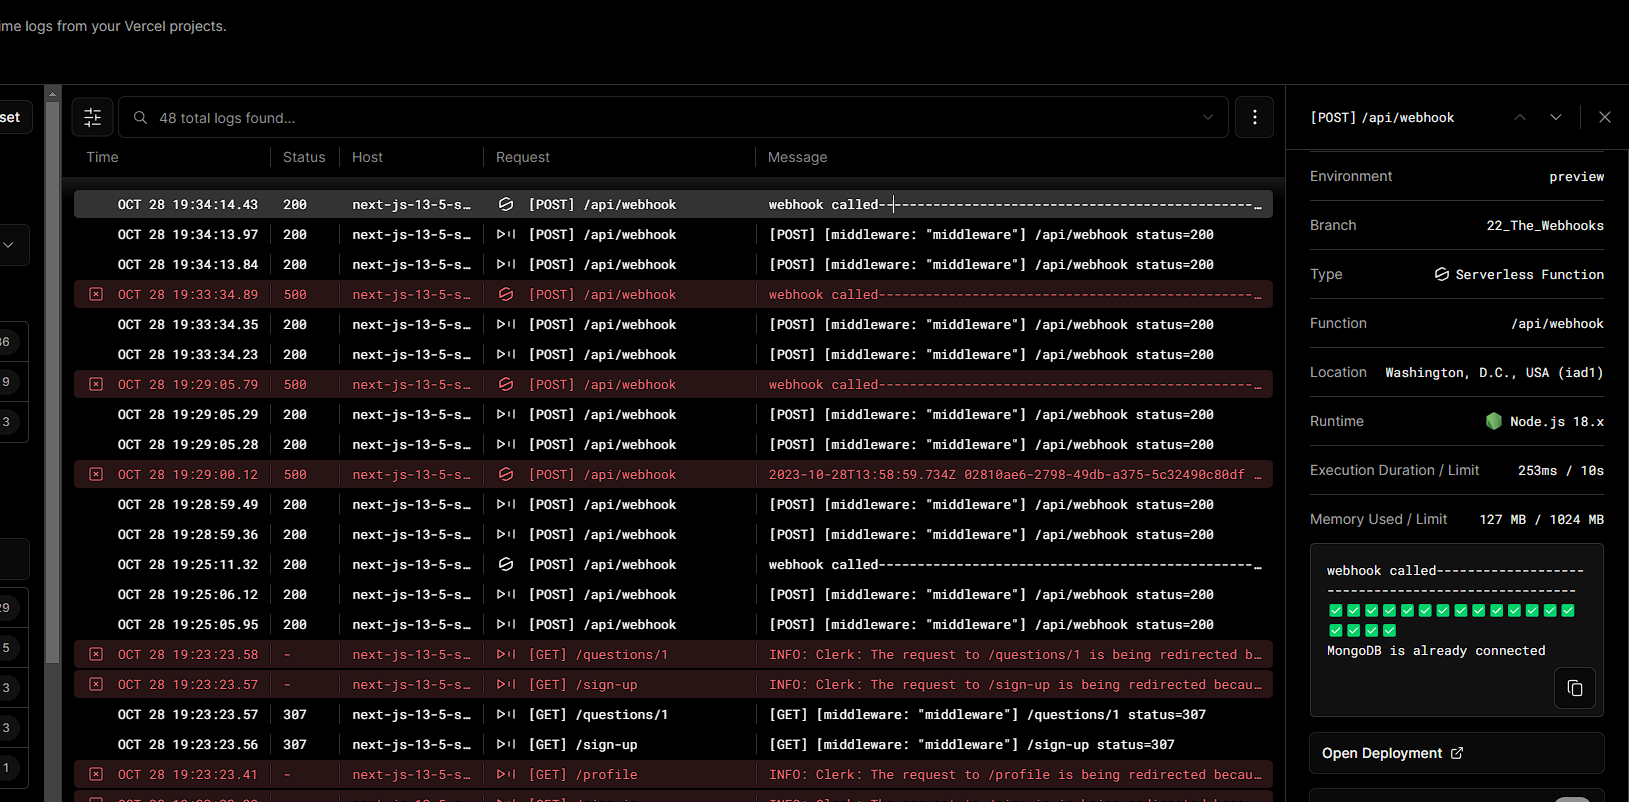 ime logs from your Vercel projects.
set
48 total logs found...
[POST] /api/webhook
Time Status Host Request Message
OCT 28 19:34:14.43 200 next-js-13-5-s… [POST] /api/webhook webhook called-------------------------------------------------…
OCT 28 19:34:13.97 200 next-js-13-5-s… [POST] /api/webhook [POST] [middleware: "middleware"] /api/webhook status=200
OCT 28 19:34:13.84 200 next-js-13-5-s… [POST] /api/webhook [POST] [middleware: "middleware"] /api/webhook status=200
OCT 28 19:33:34.89 500 next-js-13-5-s… [POST] /api/webhook webhook called-------------------------------------------------…
OCT 28 19:33:34.35 200 next-js-13-5-s… [POST] /api/webhook [POST] [middleware: "middleware"] /api/webhook status=200
OCT 28 19:33:34.23 200 next-js-13-5-s… [POST] /api/webhook [POST] [middleware: "middleware"] /api/webhook status=200
OCT 28 19:29:05.79 500 next-js-13-5-s… [POST] /api/webhook webhook called-------------------------------------------------…
OCT 28 19:29:05.29 200 next-js-13-5-s… [POST] /api/webhook [POST] [middleware: "middleware"] /api/webhook status=200
OCT 28 19:29:05.28 200 next-js-13-5-s… [POST] /api/webhook [POST] [middleware: "middleware"] /api/webhook status=200
OCT 28 19:29:00.12 500 next-js-13-5-s… [POST] /api/webhook 2023-10-28T13:58:59.734Z 02810ae6-2798-49db-a375-5c32490c80df …
OCT 28 19:28:59.49 200 next-js-13-5-s… [POST] /api/webhook [POST] [middleware: "middleware"] /api/webhook status=200
OCT 28 19:28:59.36 200 next-js-13-5-s… [POST] /api/webhook [POST] [middleware: "middleware"] /api/webhook status=200
OCT 28 19:25:11.32 200 next-js-13-5-s… [POST] /api/webhook webhook called-------------------------------------------------…
OCT 28 19:25:06.12 200 next-js-13-5-s… [POST] /api/webhook [POST] [middleware: "middleware"] /api/webhook status=200
OCT 28 19:25:05.95 200 next-js-13-5-s… [POST] /api/webhook [POST] [middleware: "middleware"] /api/webhook status=200
OCT 28 19:23:23.58 - next-js-13-5-s… [GET] /questions/1 INFO: Clerk: The request to /questions/1 is being redirected b…
OCT 28 19:23:23.57 - next-js-13-5-s… [GET] /sign-up INFO: Clerk: The request to /sign-up is being redirected becau…
OCT 28 19:23:23.57 307 next-js-13-5-s… [GET] /questions/1 [GET] [middleware: "middleware"] /questions/1 status=307
OCT 28 19:23:23.56 307 next-js-13-5-s… [GET] /sign-up [GET] [middleware: "middleware"] /sign-up status=307
OCT 28 19:23:23.41 - next-js-13-5-s… [GET] /profile INFO: Clerk: The request to /profile is being redirected becau…
36
9
3
29
5
3
3
1
Environment preview
Branch 22_The_Webhooks
Type Serverless Function
Function /api/webhook
Location Washington, D.C., USA (iad1)
Runtime Node.js 18.x
Execution Duration / Limit 253ms / 10s
Memory Used / Limit 127 MB / 1024 MB
webhook called-------------------
--------------------------------
✅✅✅✅✅✅✅✅✅✅✅✅✅✅
✅✅✅✅
MongoDB is already connected
Open Deployment